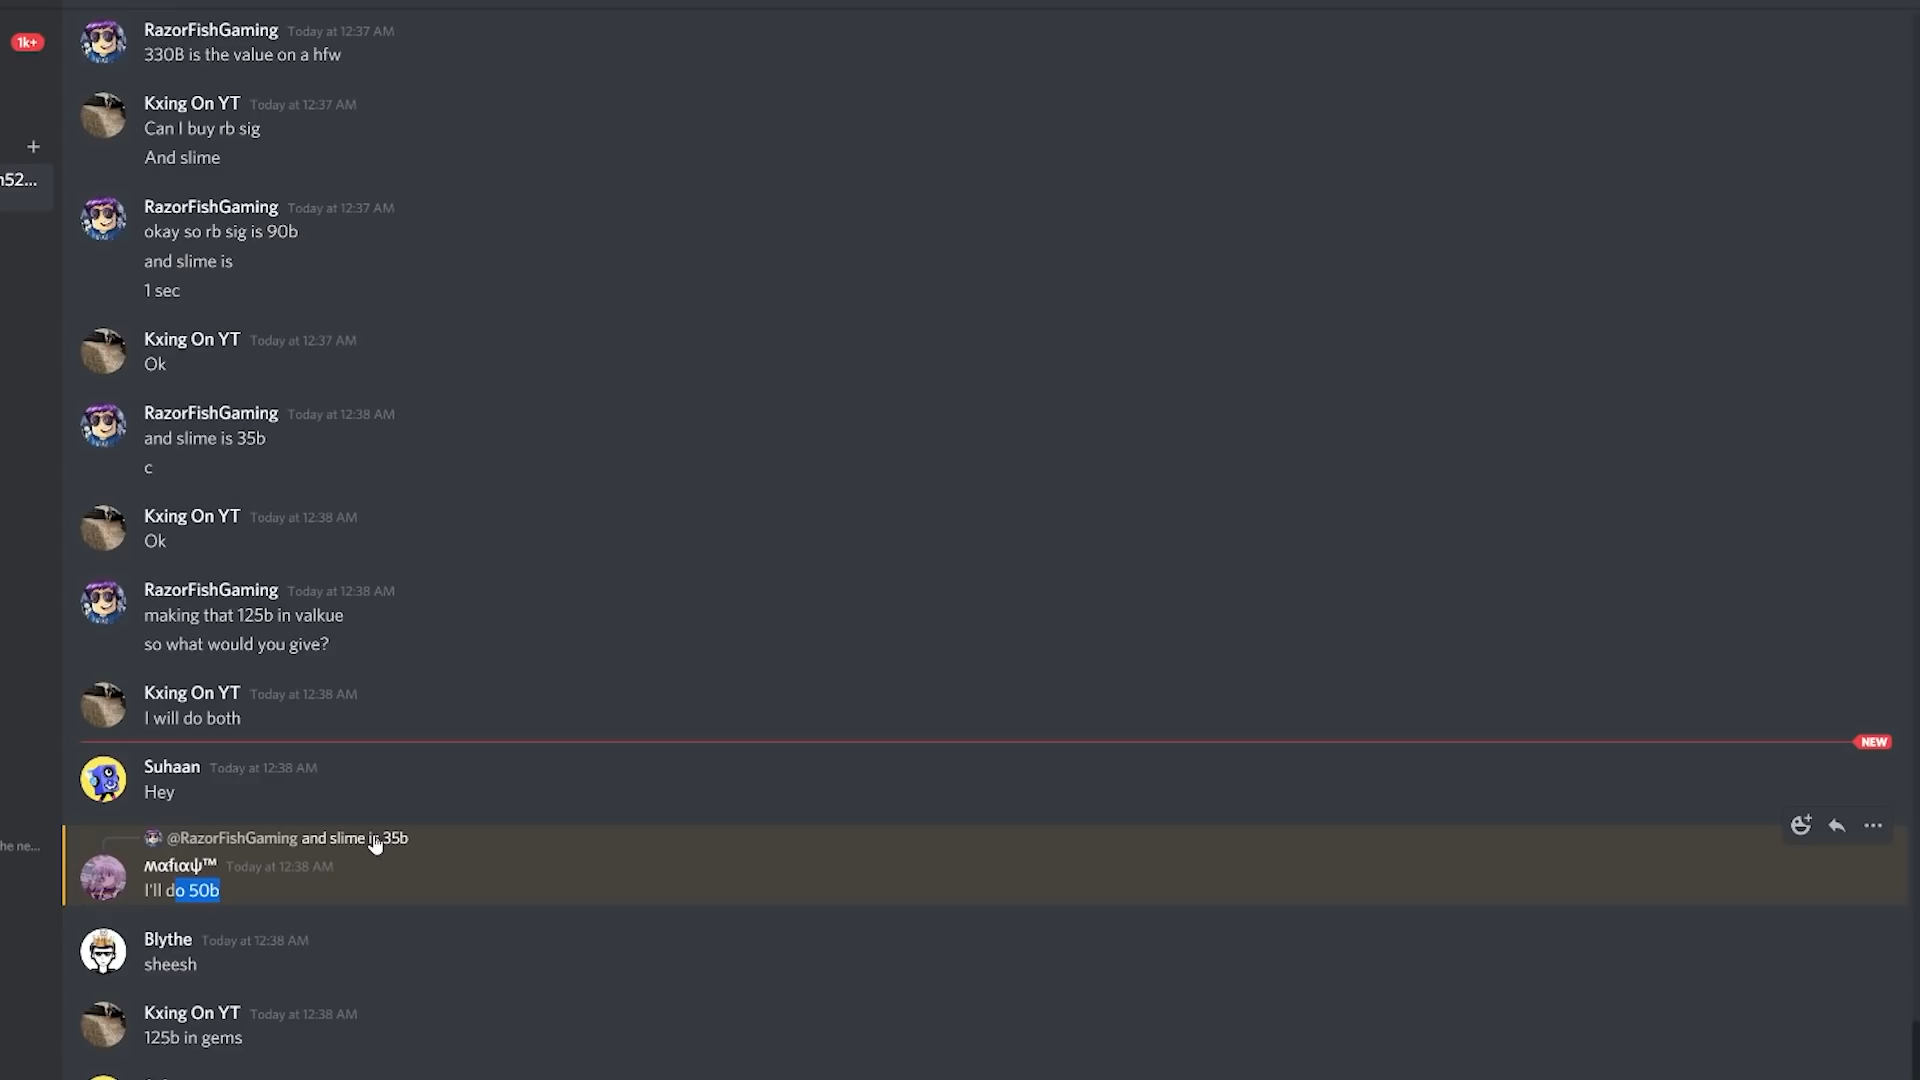 1k+
RazorFishGaming Today at 12:37 AM
330B is the value on a hfw
Kxing On YT Today at 12:37 AM
Can I buy rb sig
And slime
+
n52...
RazorFishGaming Today at 12:37 AM
okay so rb sig is 90b
and slime is
1 sec
Kxing On YT Today at 12:37 AM
Ok
RazorFishGaming Today at 12:38 AM
and slime is 35b
c
Kxing On YT Today at 12:38 AM
Ok
RazorFishGaming Today at 12:38 AM
making that 125b in valkue
so what would you give?
Kxing On YT Today at 12:38 AM
I will do both
NEW
Suhaan Today at 12:38 AM
Hey
@RazorFishGaming and slime is 35b
he ne...
ʍαfιαψ™ Today at 12:38 AM
I'll do 50b
Blythe Today at 12:38 AM
sheesh
Kxing On YT Today at 12:38 AM
125b in gems